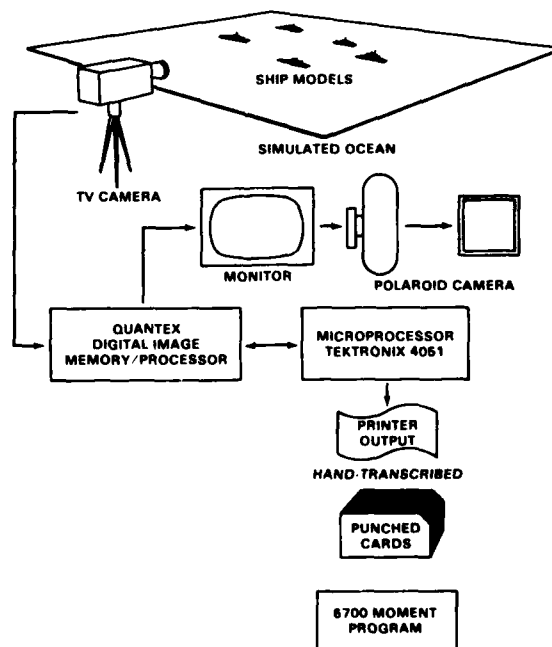 SHIP MODELS
SIMULATED OCEAN
TV CAMERA
MONITOR
POLAROID CAMERA
QUANTEX
DIGITAL IMAGE
MEMORY/PROCESSOR
MICROPROCESSOR
TEKTRONIX 4051
PRINTER
OUTPUT
HAND-TRANSCRIBED
PUNCHED
CARDS
6700 MOMENT
PROGRAM